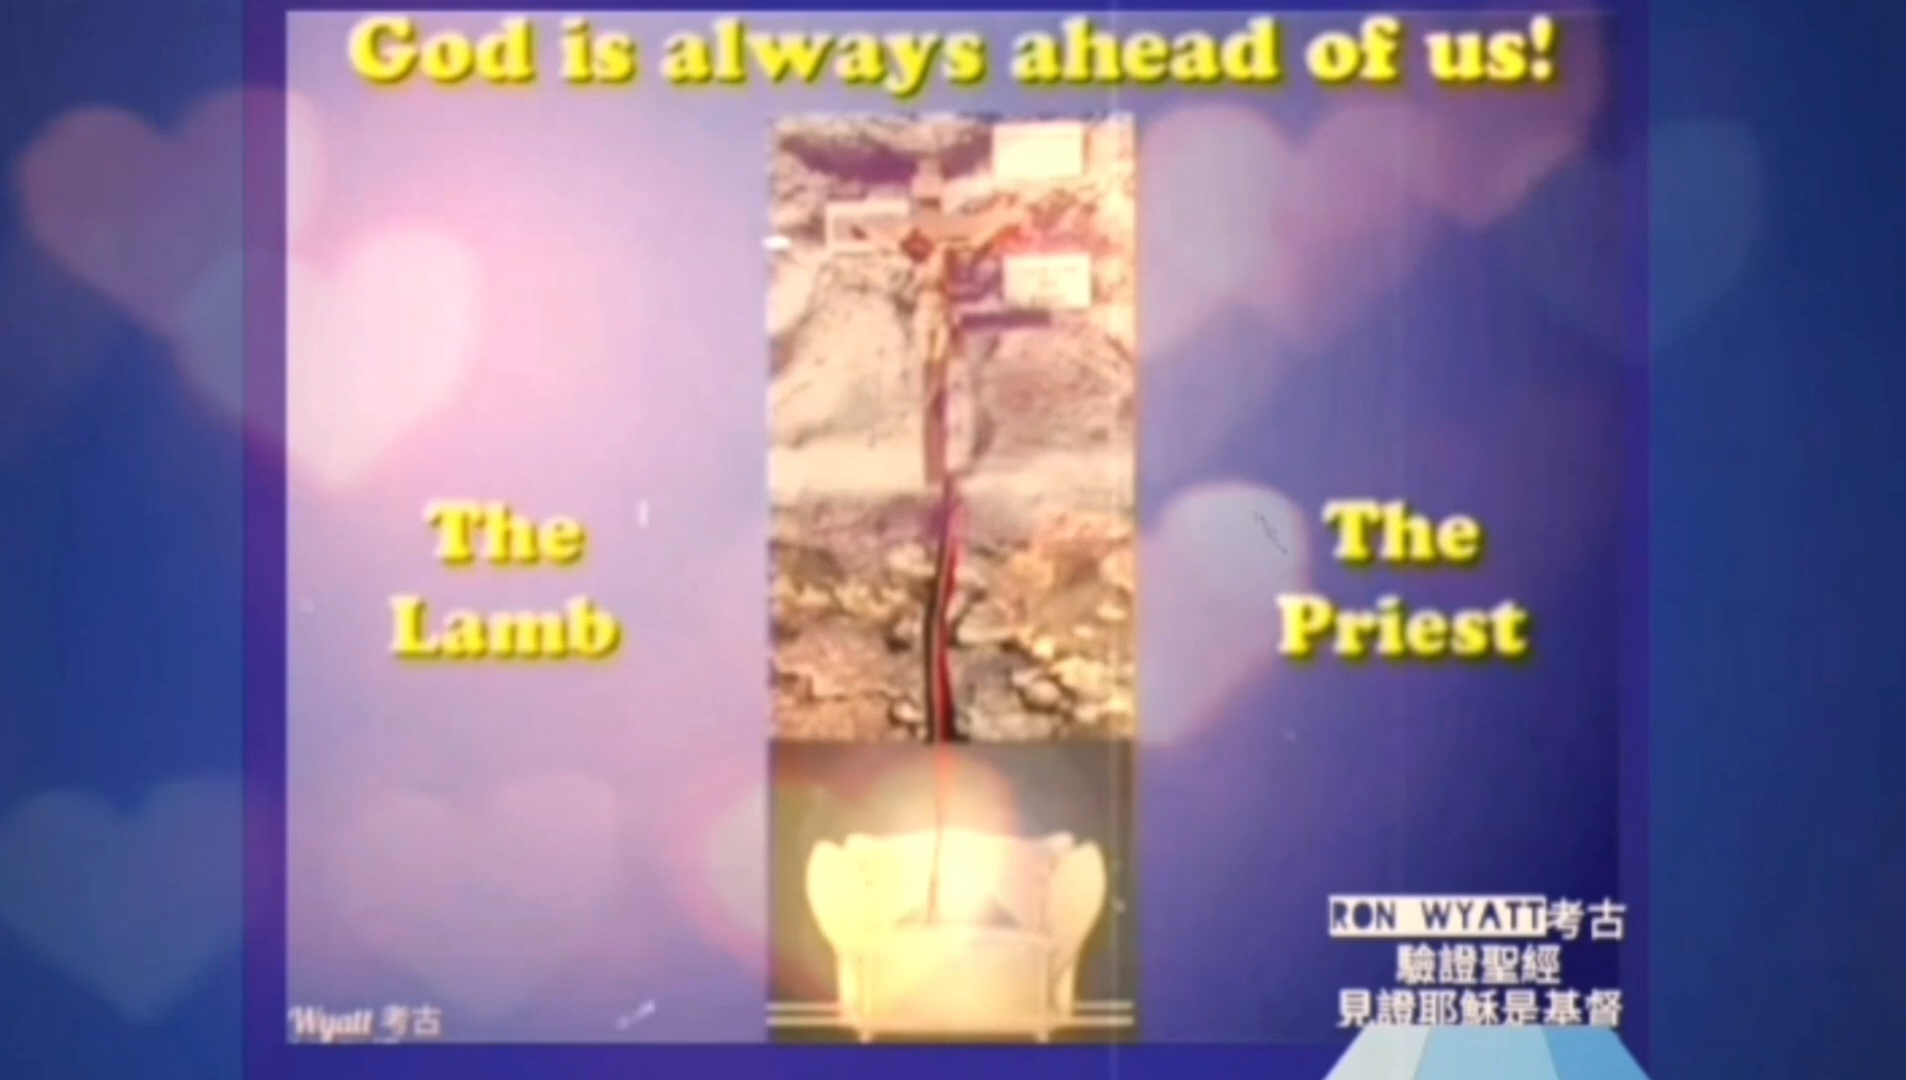 God is always ahead of us!
The
Lamb
The
Priest
RON WYATT考古
驗證聖經
見證耶穌是基督
Wyatt 考古